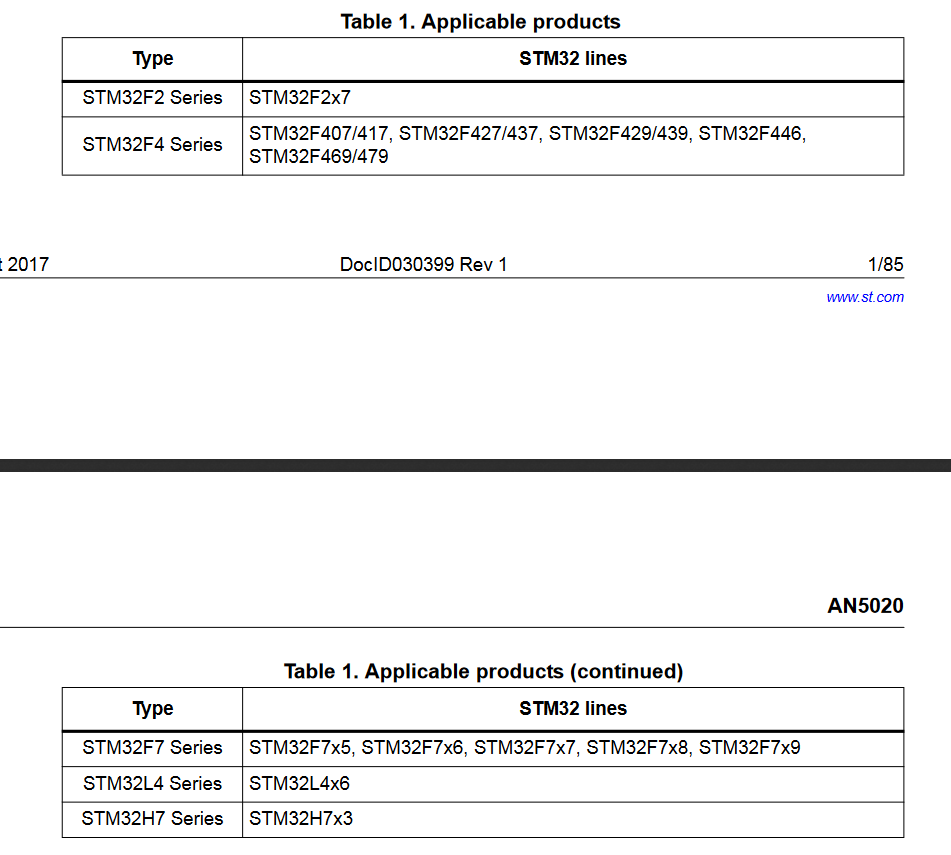 Table 1. Applicable products
Type STM32 lines
STM32F2 Series STM32F2x7
STM32F4 Series STM32F407/417, STM32F427/437, STM32F429/439, STM32F446,
STM32F469/479
2017 DocID030399 Rev 1 1/85
www.st.com
AN5020
Table 1. Applicable products (continued)
Type STM32 lines
STM32F7 Series STM32F7x5, STM32F7x6, STM32F7x7, STM32F7x8, STM32F7x9
STM32L4 Series STM32L4x6
STM32H7 Series STM32H7x3